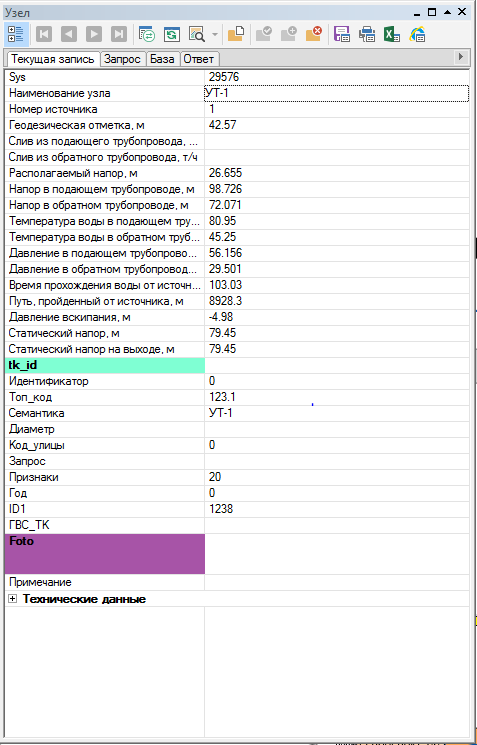 Узел
Текущая запись Запрос База Ответ
Sys 29576
Наименование узла УТ-1
Номер источника 1
Геодезическая отметка, м 42.57
Слив из подающего трубопровода, ...
Слив из обратного трубопровода, т/ч
Располагаемый напор, м 26.655
Напор в подающем трубопроводе, м 98.726
Напор в обратном трубопроводе, м 72.071
Температура воды в подающем тру... 80.95
Температура воды в обратном труб... 45.25
Давление в подающем трубопрово... 56.156
Давление в обратном трубопровод... 29.501
Время прохождения воды от источн... 103.03
Путь, пройденный от источника, м 8928.3
Давление вскипания, м -4.98
Статический напор, м 79.45
Статический напор на выходе, м 79.45
tk_id
Идентификатор 0
Топ_код 123.1
Семантика УТ-1
Диаметр
Код_улицы 0
Запрос
Признаки 20
Год 0
ID1 1238
ГВС_ТК
Foto
Примечание
Технические данные